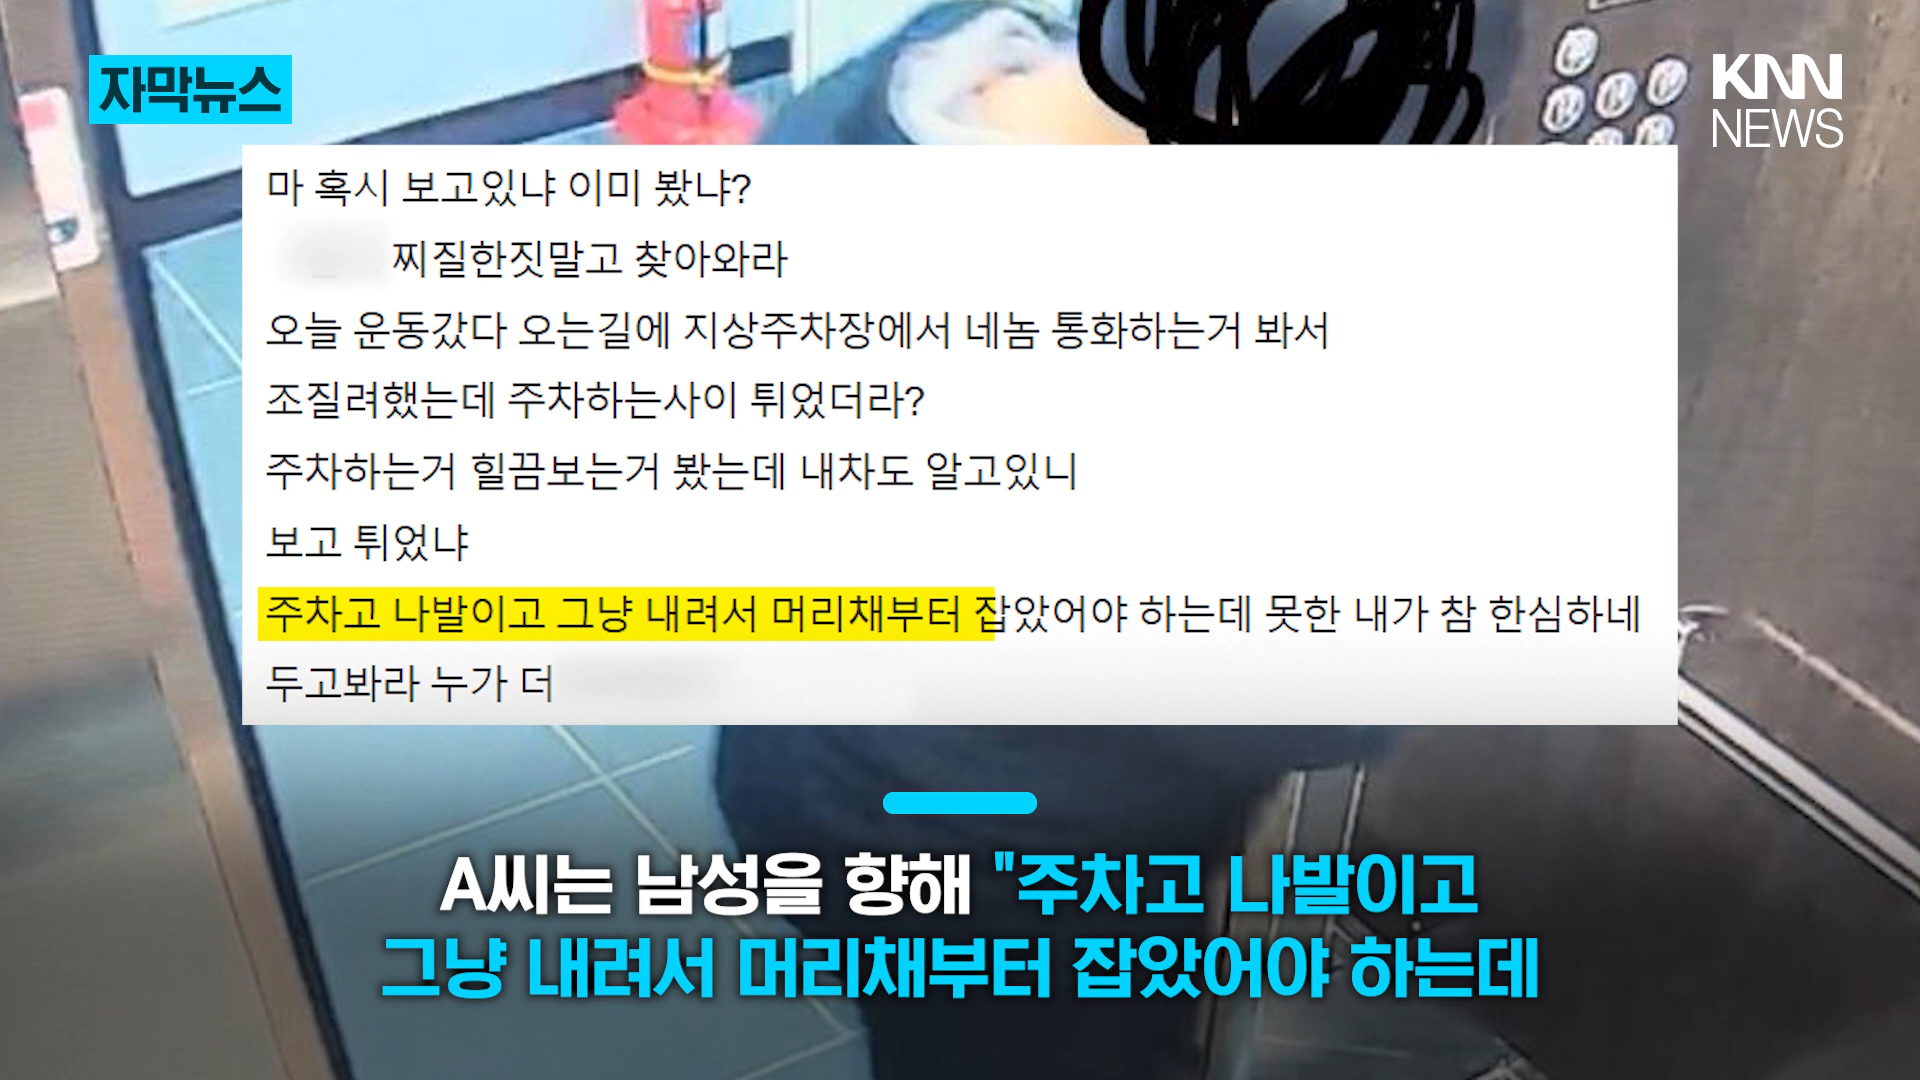 자막뉴스
KNN
NEWS
마 혹시 보고있냐 이미 봤냐?
찌질한짓말고 찾아와라
오늘 운동갔다 오는길에 지상주차장에서 네놈 통화하는거 봐서
조질려했는데 주차하는사이 튀었더라?
주차하는거 힐끔보는거 봤는데 내차도 알고있니
보고 튀었냐
주차고 나발이고 그냥 내려서 머리채부터 잡았어야 하는데 못한 내가 참 한심하네
두고봐라 누가 더
A씨는 남성을 향해 "주차고 나발이고
그냥 내려서 머리채부터 잡았어야 하는데